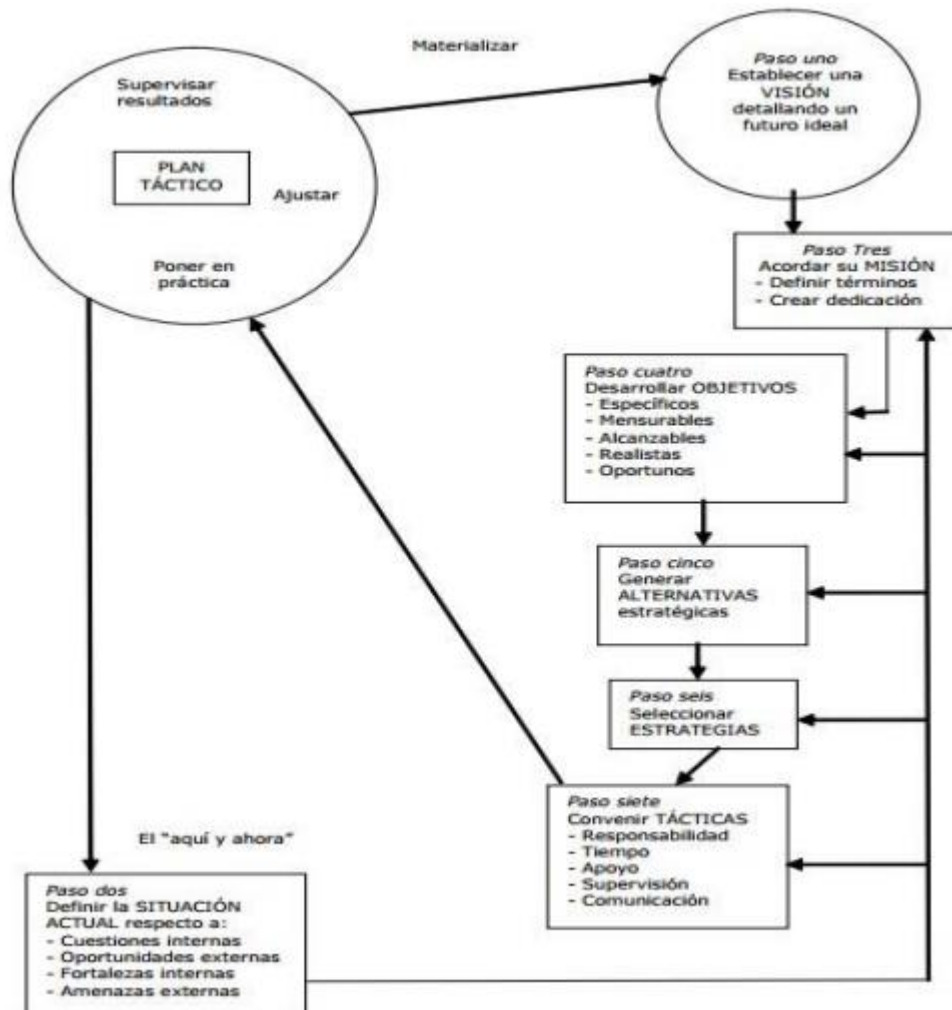 Materializar
Supervisar
resultados
PLAN
TÁCTICO
Ajustar
Poner en
práctica
Paso uno
Establecer una
VISIÓN
detallando un
futuro ideal
Paso Tres
Acordar su MISIÓN
- Definir términos
- Crear dedicación
Paso cuatro
Desarrollar OBJETIVOS
- Específicos
- Mensurables
- Alcanzables
- Realistas
- Oportunos
Paso cinco
Generar
ALTERNATIVAS
estratégicas
Paso seis
Seleccionar
ESTRATEGIAS
Paso siete
Convenir TÁCTICAS
- Responsabilidad
- Tiempo
- Apoyo
- Supervisión
- Comunicación
El "aquí y ahora"
Paso dos
Definir la SITUACIÓN
ACTUAL respecto a:
- Cuestiones internas
- Oportunidades externas
- Fortalezas internas
- Amenazas externas